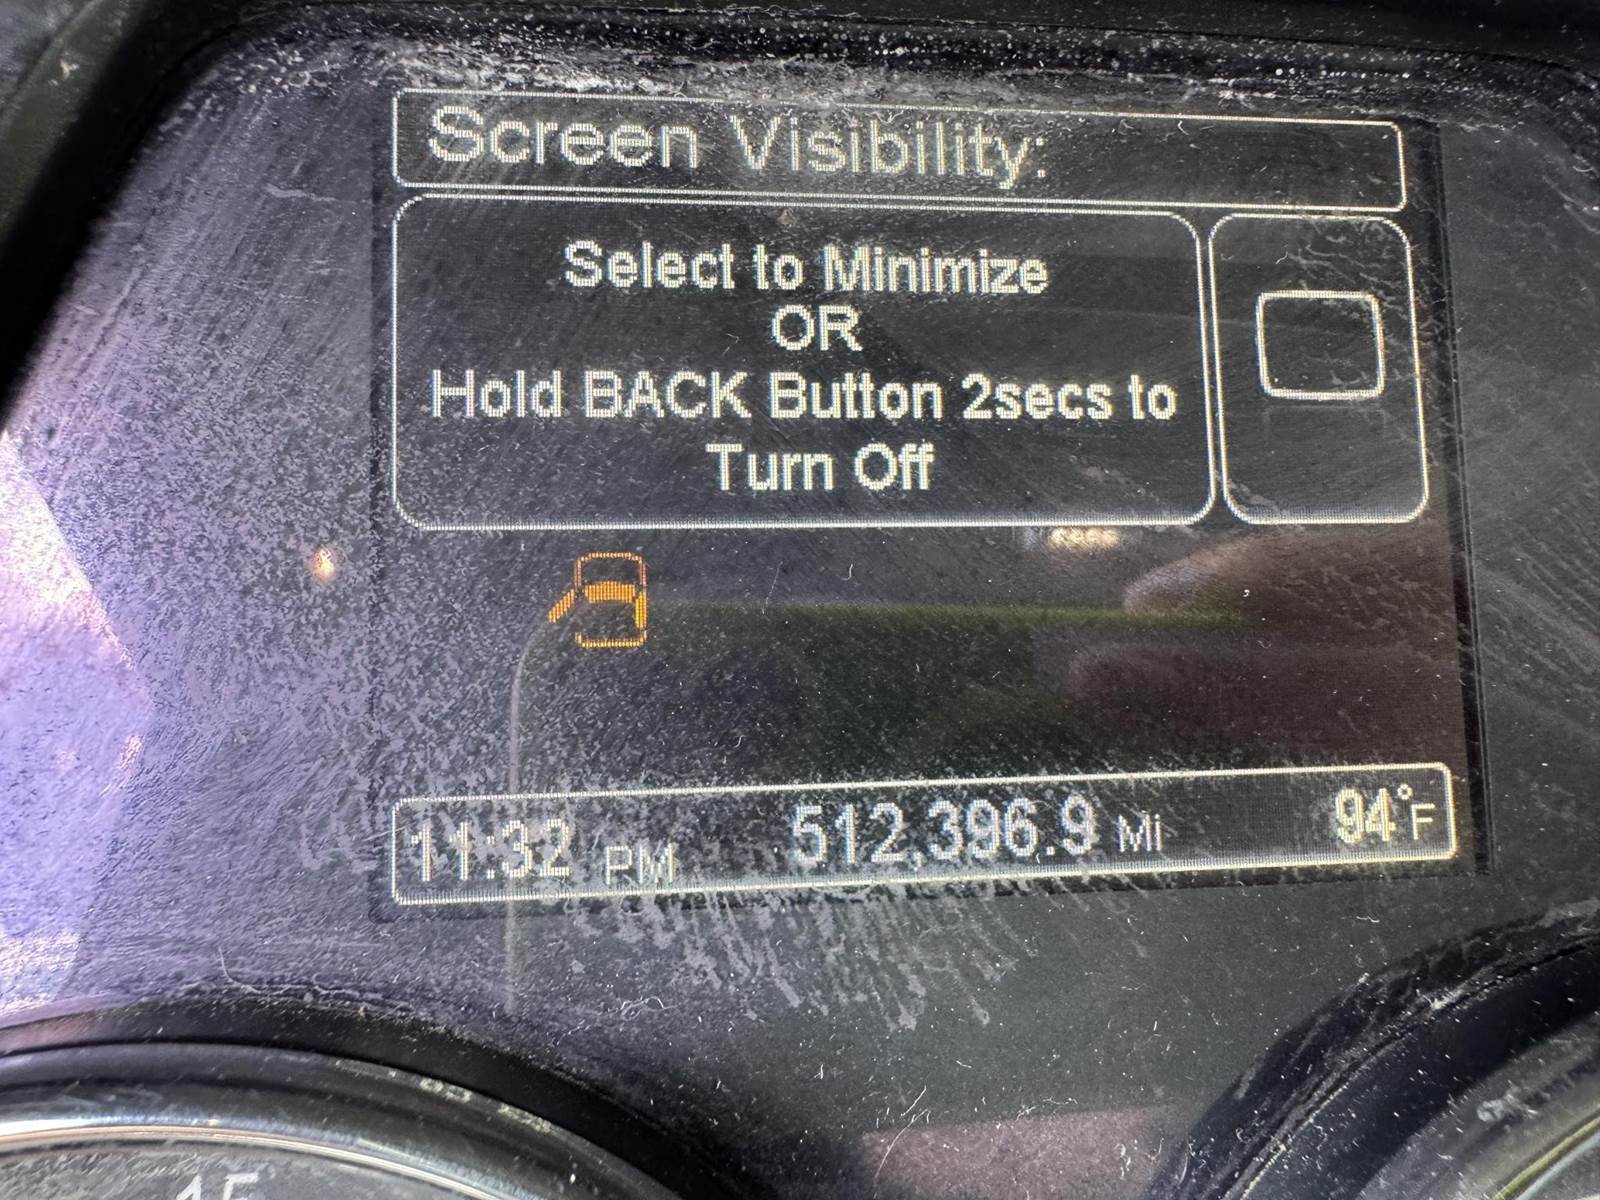 Screen Visibility:
Select to Minimize
OR
Hold BACK Button 2secs to
Turn Off
11:32 PM 512,396.9 Mi 94°F
15